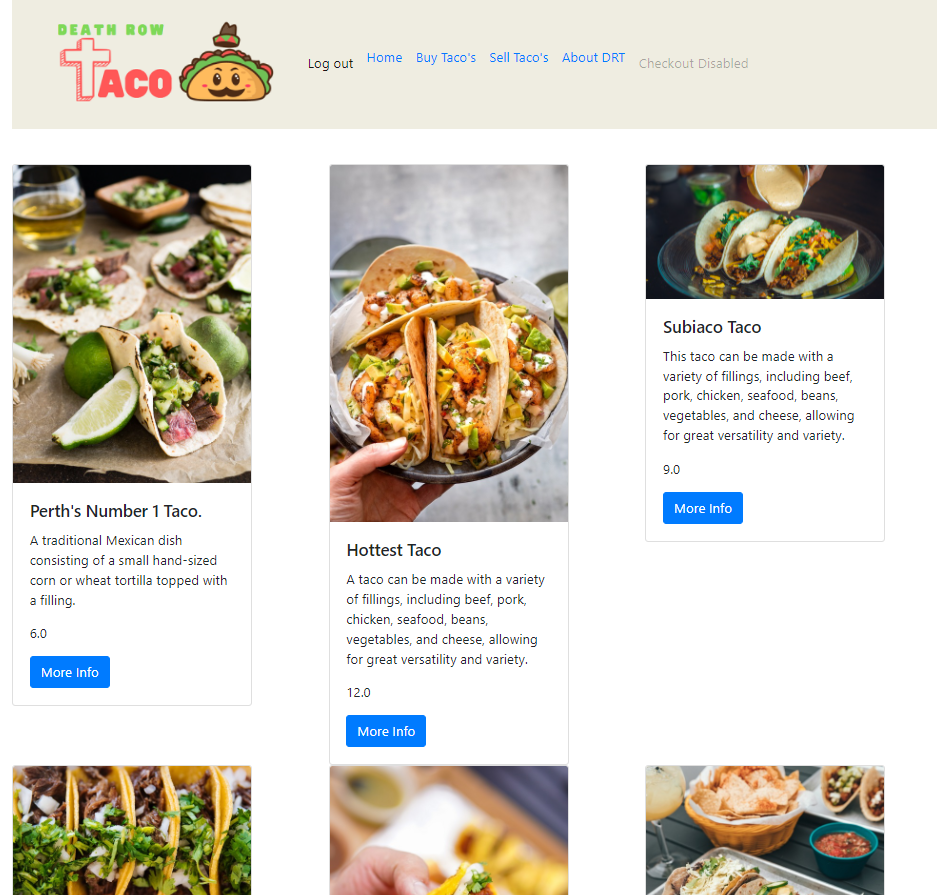 DEATH ROW
TACO
Log out
Home
Buy Taco's
Sell Taco's
About DRT
Checkout Disabled
Perth's Number 1 Taco.
A traditional Mexican dish
consisting of a small hand-sized
corn or wheat tortilla topped with
a filling.
6.0
More Info
Hottest Taco
A taco can be made with a variety
of fillings, including beef, pork,
chicken, seafood, beans,
vegetables, and cheese, allowing
for great versatility and variety.
12.0
More Info
Subiaco Taco
This taco can be made with a
variety of fillings, including beef,
pork, chicken, seafood, beans,
vegetables, and cheese, allowing
for great versatility and variety.
9.0
More Info